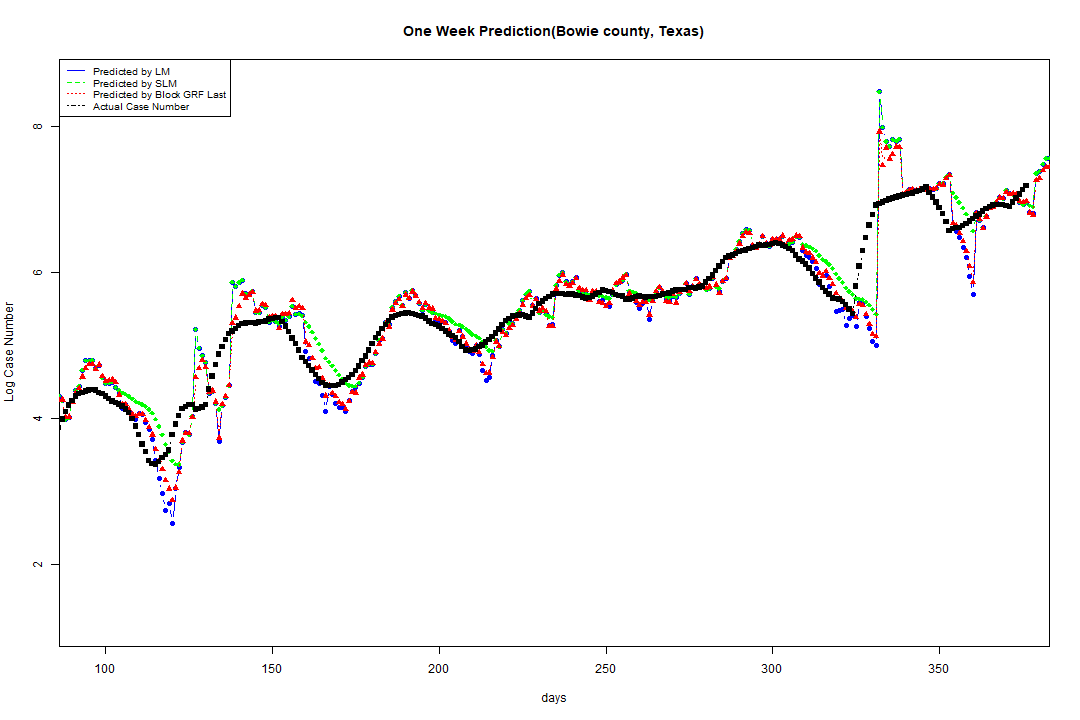 One Week Prediction(Bowie county, Texas)
Predicted by LM
Predicted by SLM
Predicted by Block GRF Last
Actual Case Number
Log Case Number
8
6
4
2
100 150 200 250 300 350
days